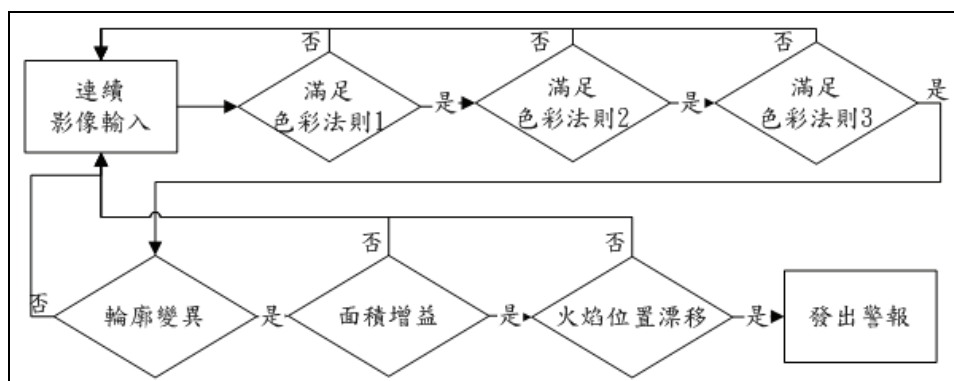 否
否
否
連續
影像輸入
滿足
色彩法則1
是
滿足
色彩法則2
是
滿足
色彩法則3
是
否
否
否
輪廓變異
是
面積增益
是
火焰位置漂移
是
發出警報